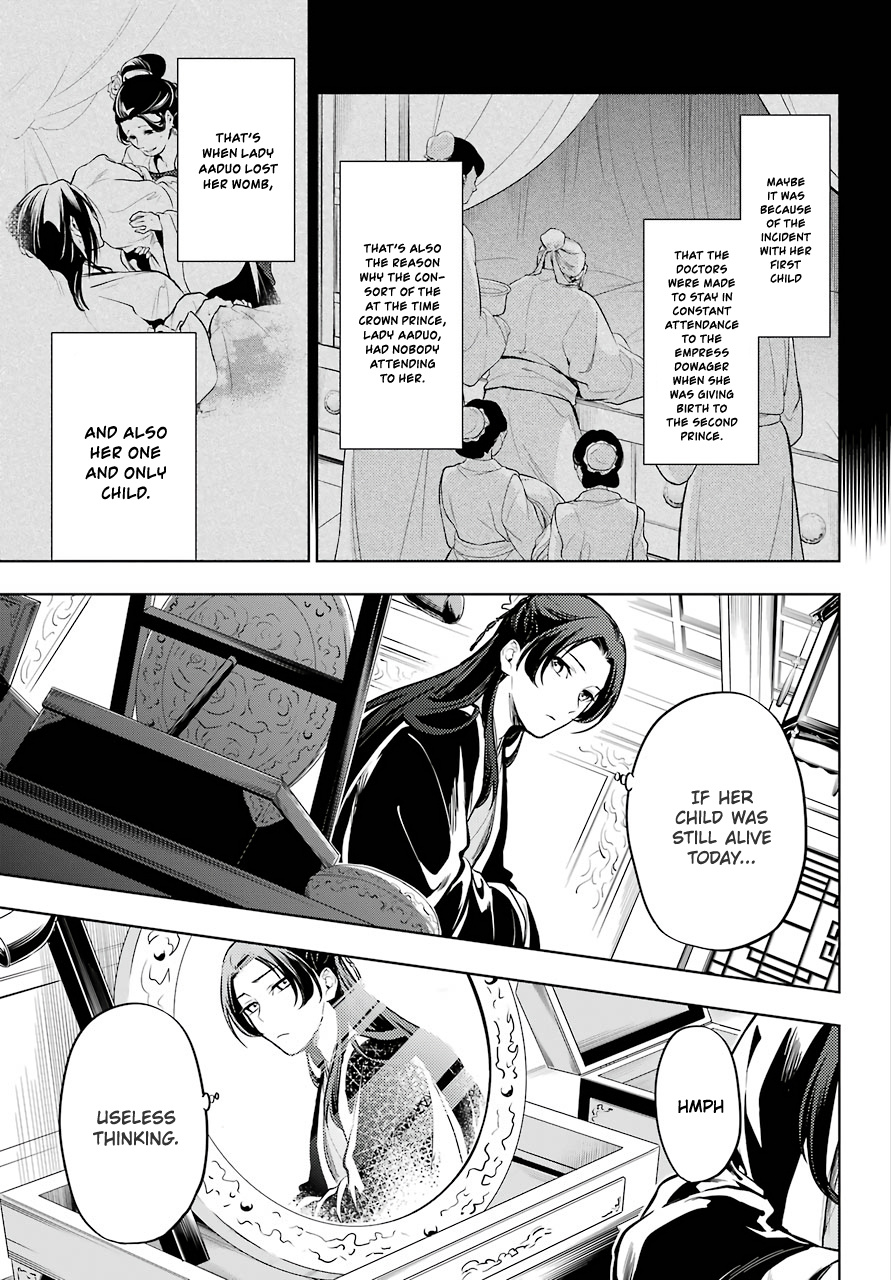 MAYBE
IT WAS
BECAUSE
OF THE
INCIDENT
WITH HER
FIRST
CHILD
THAT THE
DOCTORS
WERE MADE
TO STAY IN
CONSTANT
ATTENDANCE
TO THE
EMPRESS
DOWAGER
WHEN SHE
WAS GIVING
BIRTH TO
THE SECOND
PRINCE.
THAT'S ALSO
THE REASON
WHY THE CON-
SORT OF THE
AT THE TIME
CROWN PRINCE,
LADY AADUO,
HAD NOBODY
ATTENDING
TO HER.
THAT'S
WHEN LADY
AADUO LOST
HER WOMB,
AND ALSO
HER ONE
AND ONLY
CHILD.
IF HER
CHILD WAS
STILL ALIVE
TODAY...
HMPH
USELESS
THINKING.